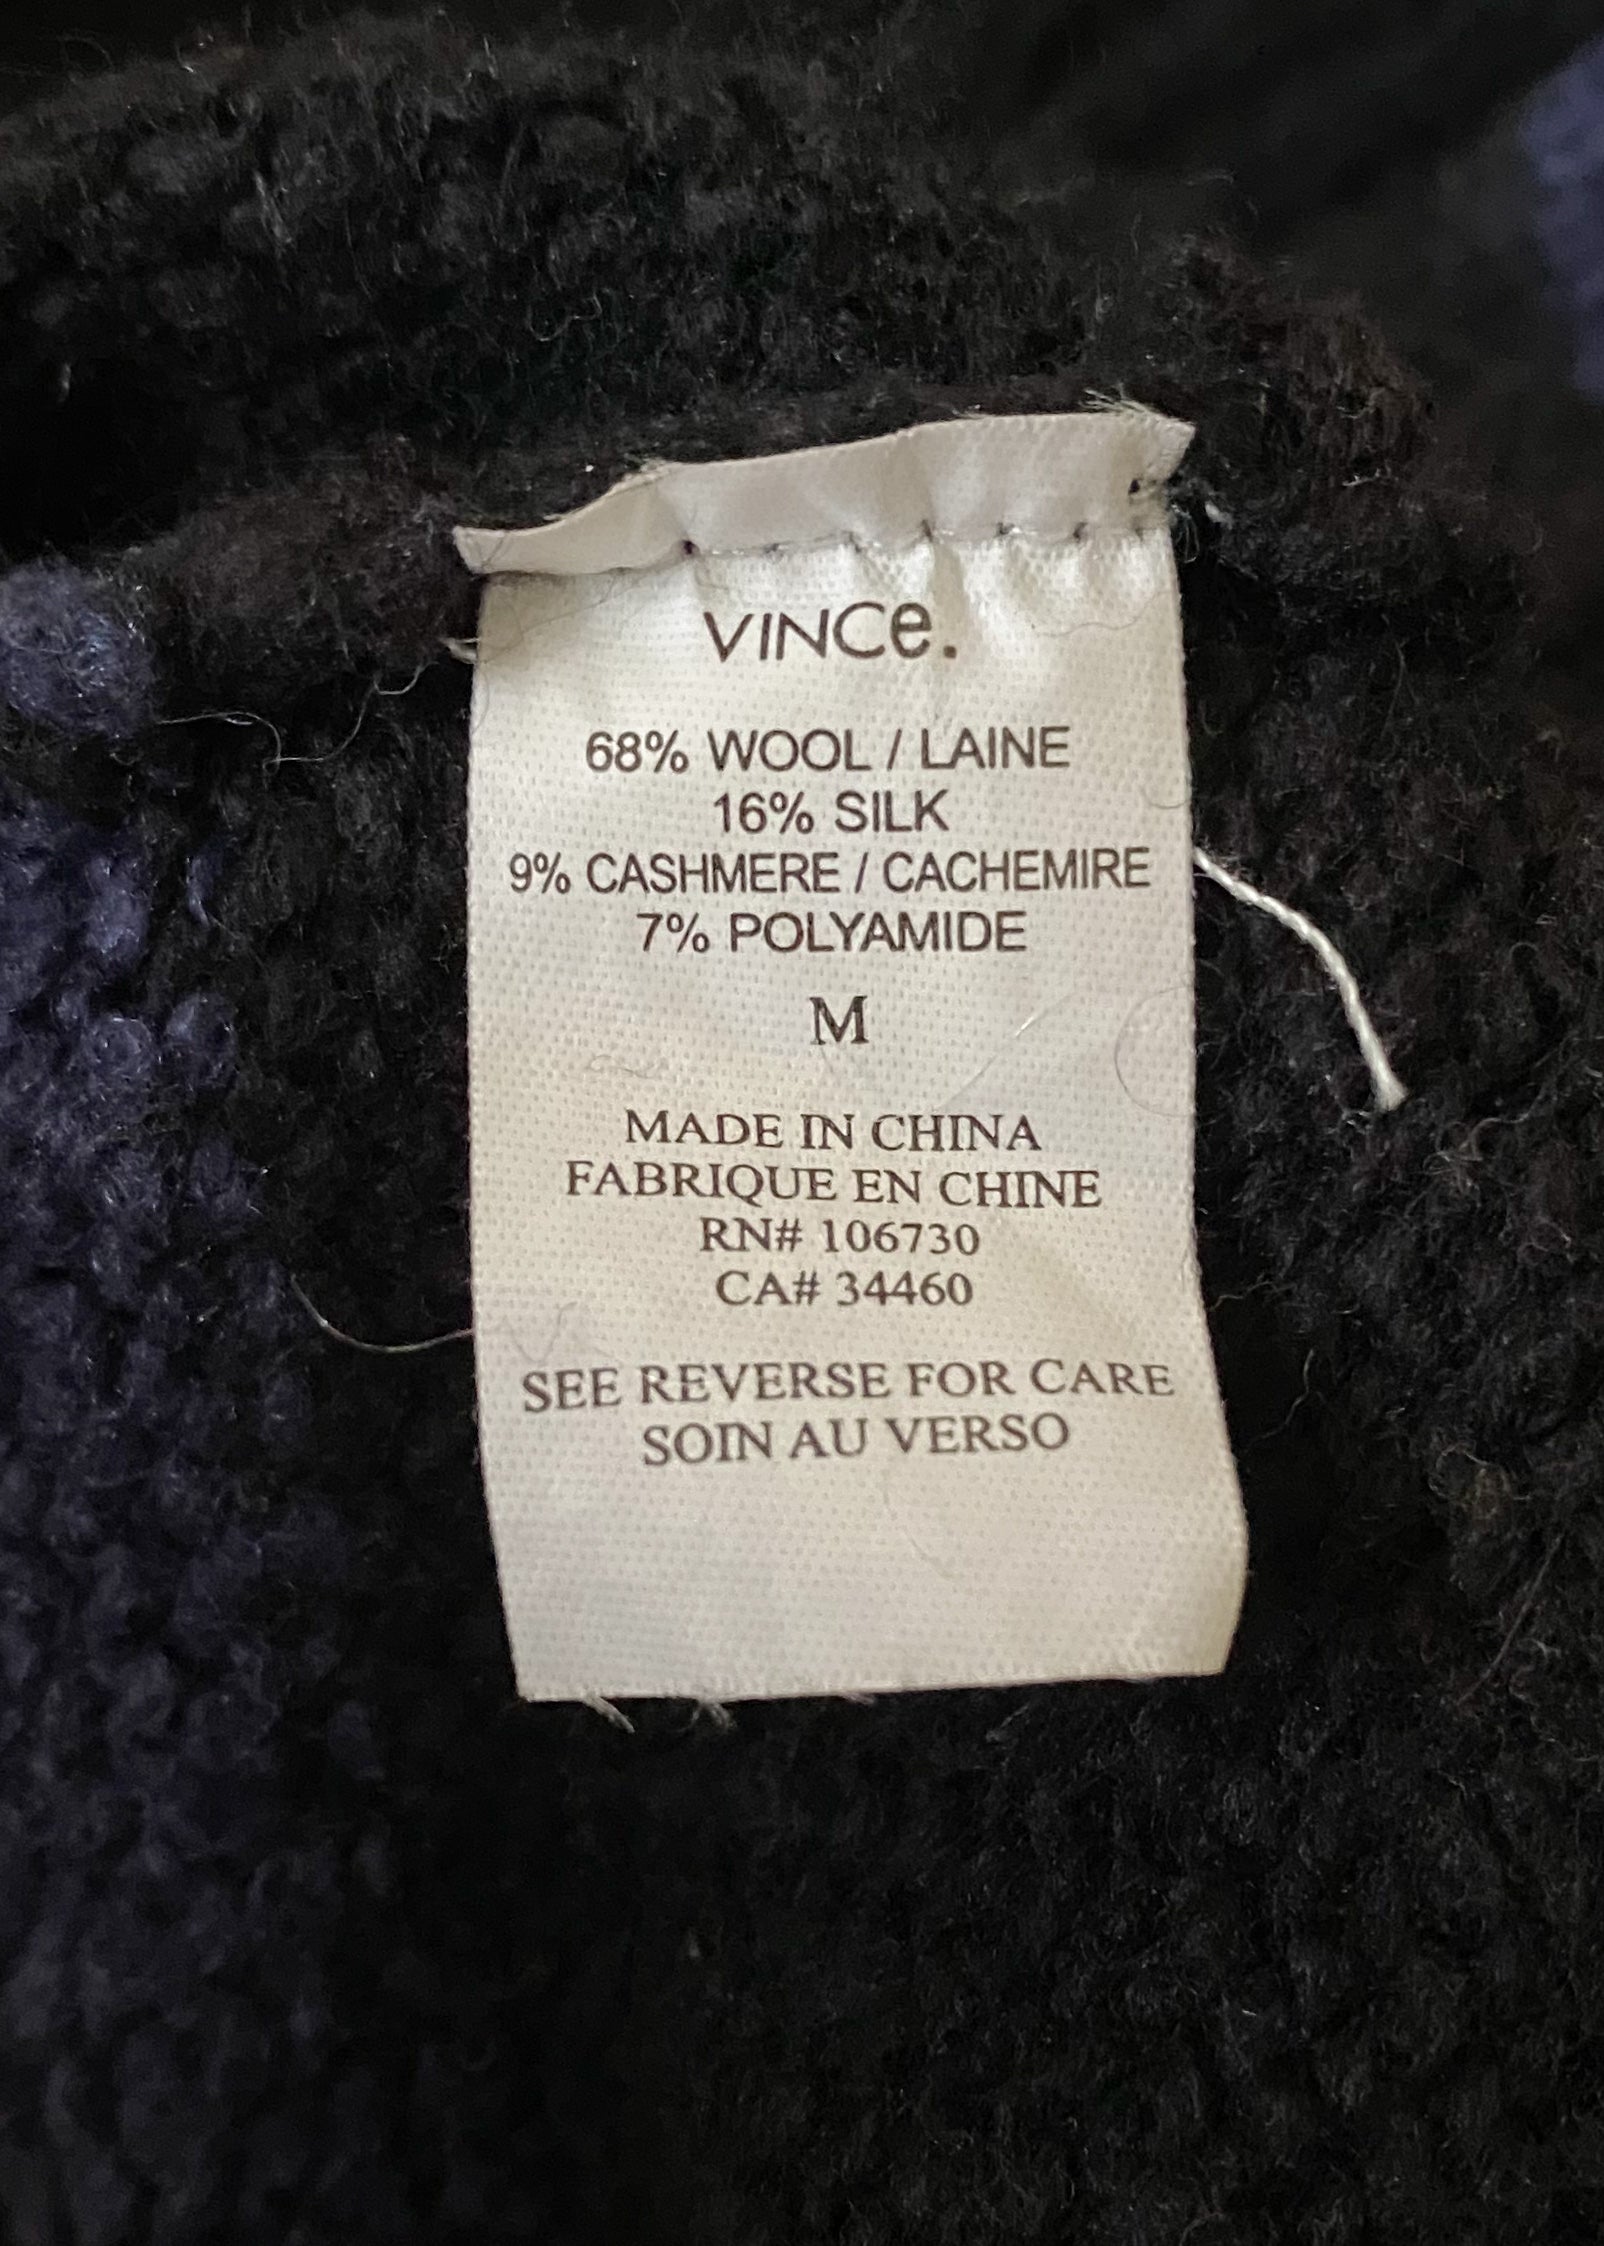 VINCe.
68% WOOL / LAINE
16% SILK
9% CASHMERE / CACHEMIRE
7% POLYAMIDE
M
MADE IN CHINA
FABRIQUE EN CHINE
RN# 106730
CA# 34460
SEE REVERSE FOR CARE
SOIN AU VERSO